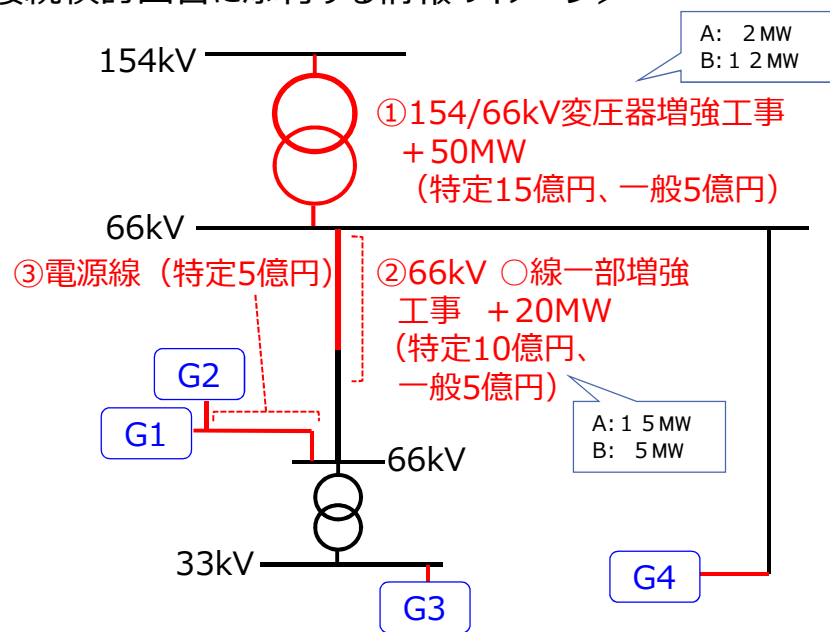 A: 2MW
B:12MW
154kV
①154/66kV変圧器増強工事
+50MW
（特定15億円、一般5億円）
66kV
③電源線（特定5億円）
②66kV ○線一部増強
工事 +20MW
（特定10億円、
一般5億円）
G2
G1
A:15MW
B: 5MW
66kV
33kV
G3
G4